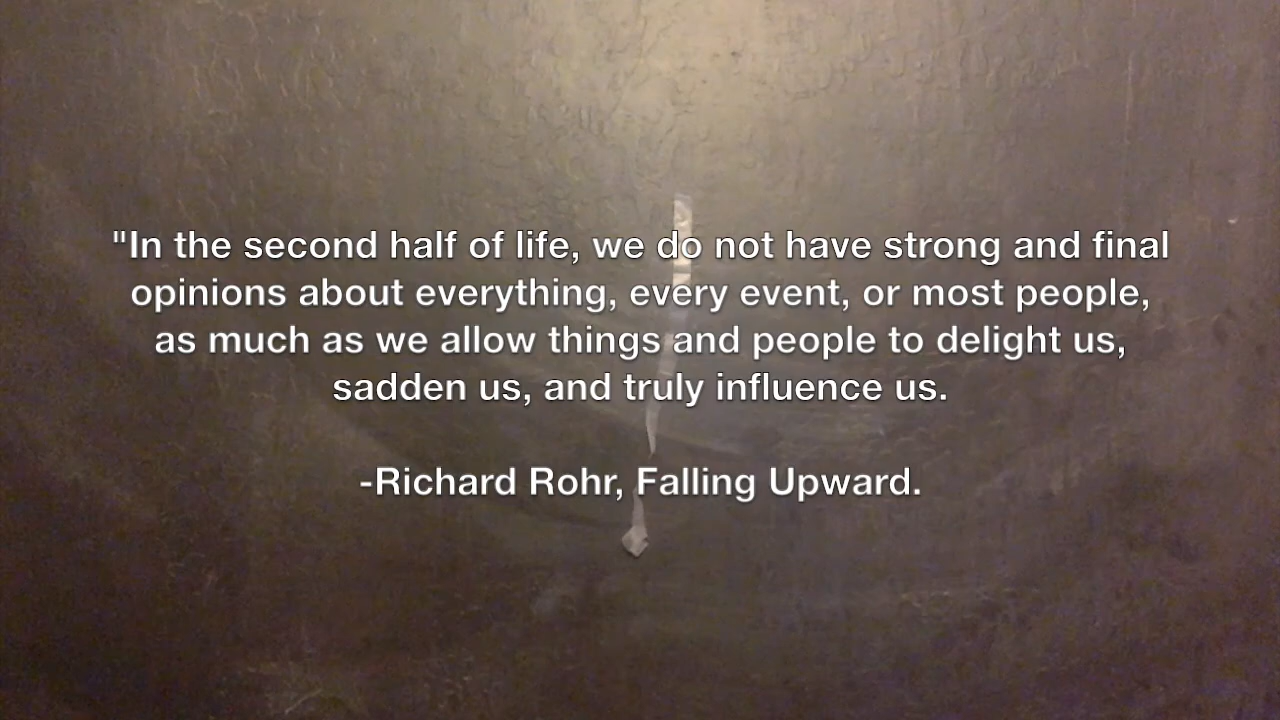 "In the second half of life, we do not have strong and final
opinions about everything, every event, or most people,
as much as we allow things and people to delight us,
sadden us, and truly influence us.
-Richard Rohr, Falling Upward.